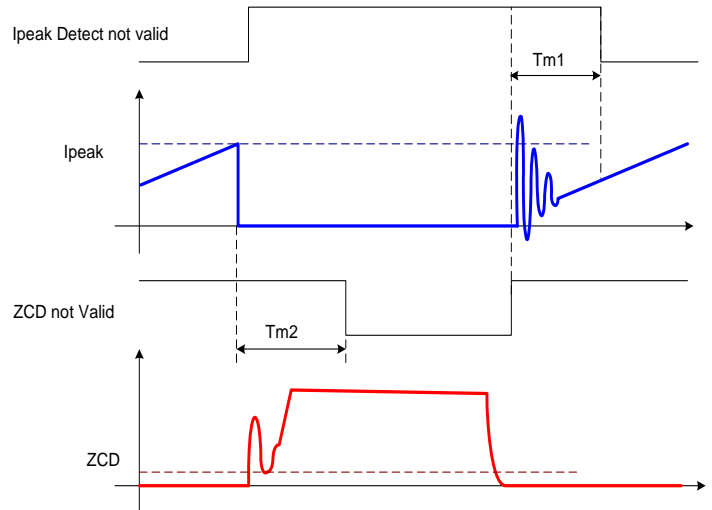 Ipeak Detect not valid
Tm1
Ipeak
ZCD not Valid
Tm2
ZCD